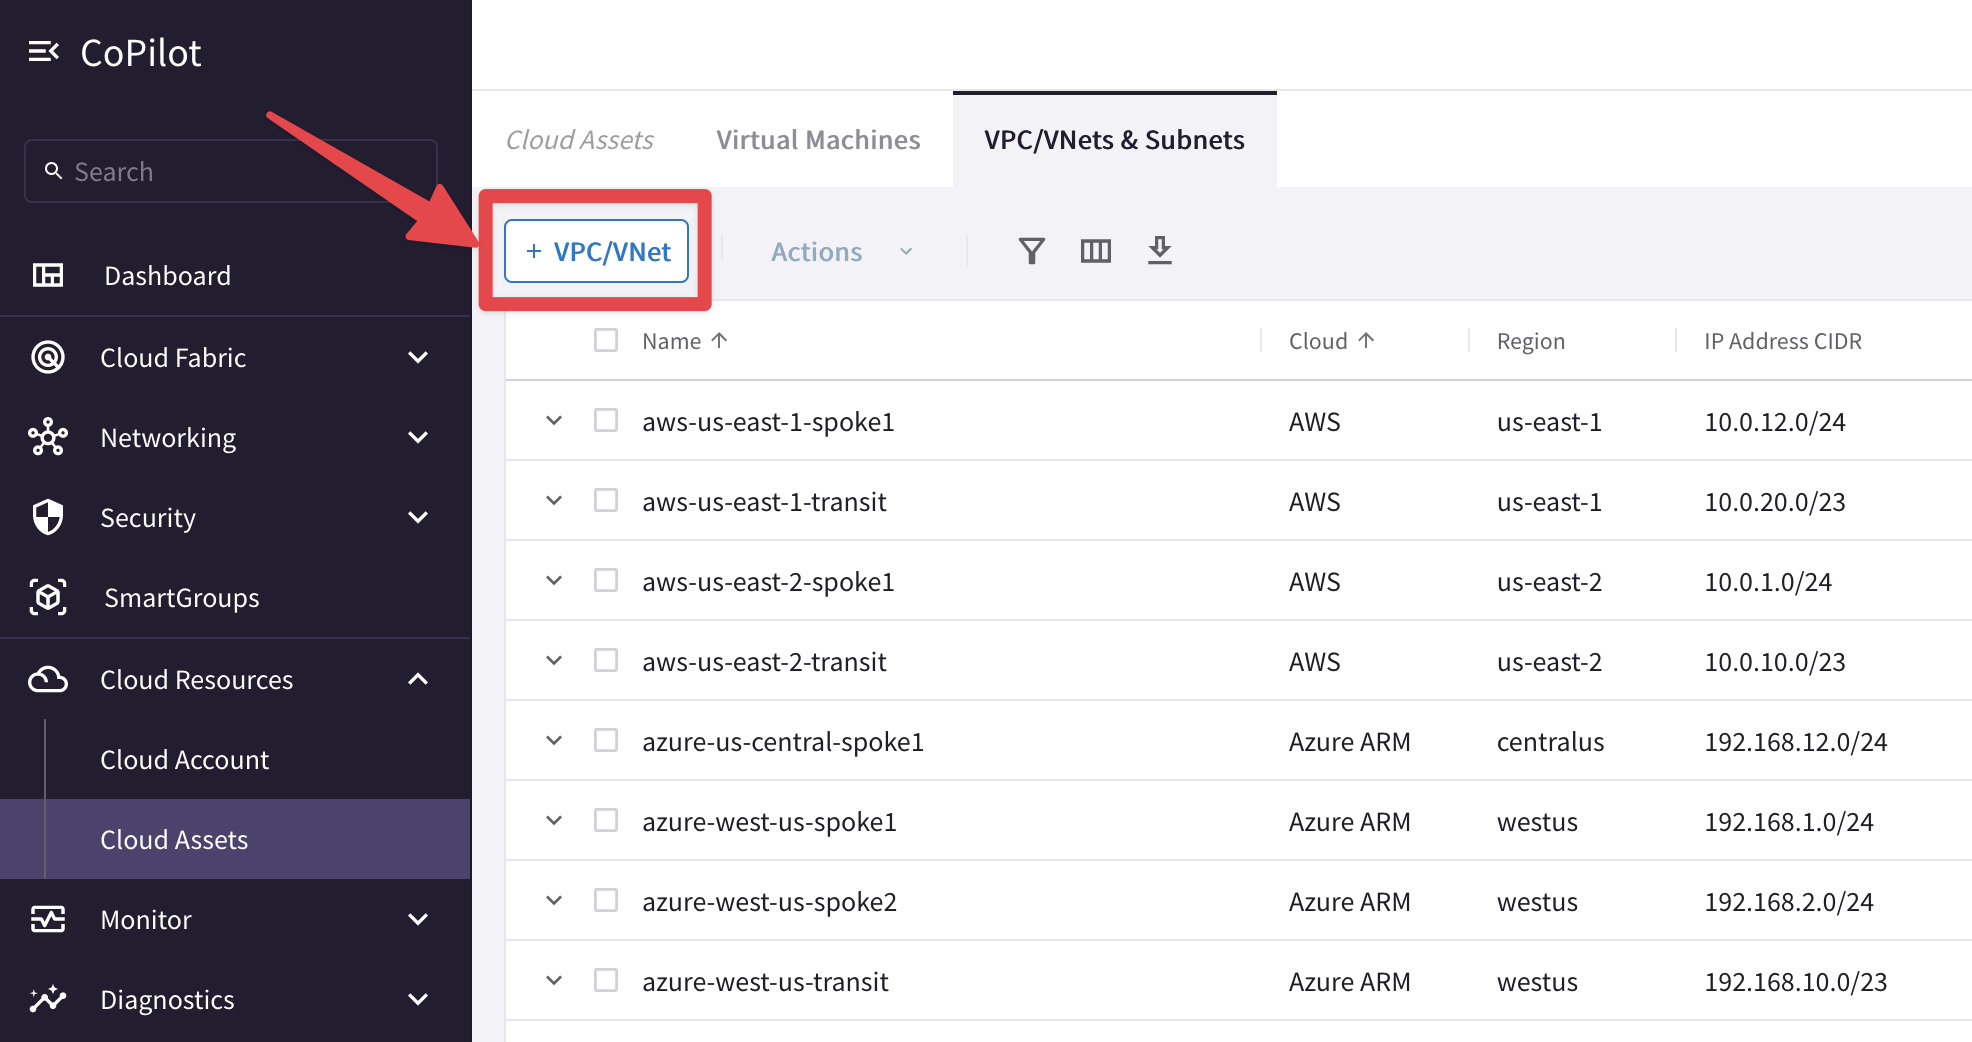 CoPilot
Search
Dashboard
Cloud Fabric
Networking
Security
SmartGroups
Cloud Resources
Cloud Account
Cloud Assets
Monitor
Diagnostics
Cloud Assets Virtual Machines VPC/VNets & Subnets
+ VPC/VNet Actions
Name Cloud Region IP Address CIDR
aws-us-east-1-spoke1 AWS us-east-1 10.0.12.0/24
aws-us-east-1-transit AWS us-east-1 10.0.20.0/23
aws-us-east-2-spoke1 AWS us-east-2 10.0.1.0/24
aws-us-east-2-transit AWS us-east-2 10.0.10.0/23
azure-us-central-spoke1 Azure ARM centralus 192.168.12.0/24
azure-west-us-spoke1 Azure ARM westus 192.168.1.0/24
azure-west-us-spoke2 Azure ARM westus 192.168.2.0/24
azure-west-us-transit Azure ARM westus 192.168.10.0/23